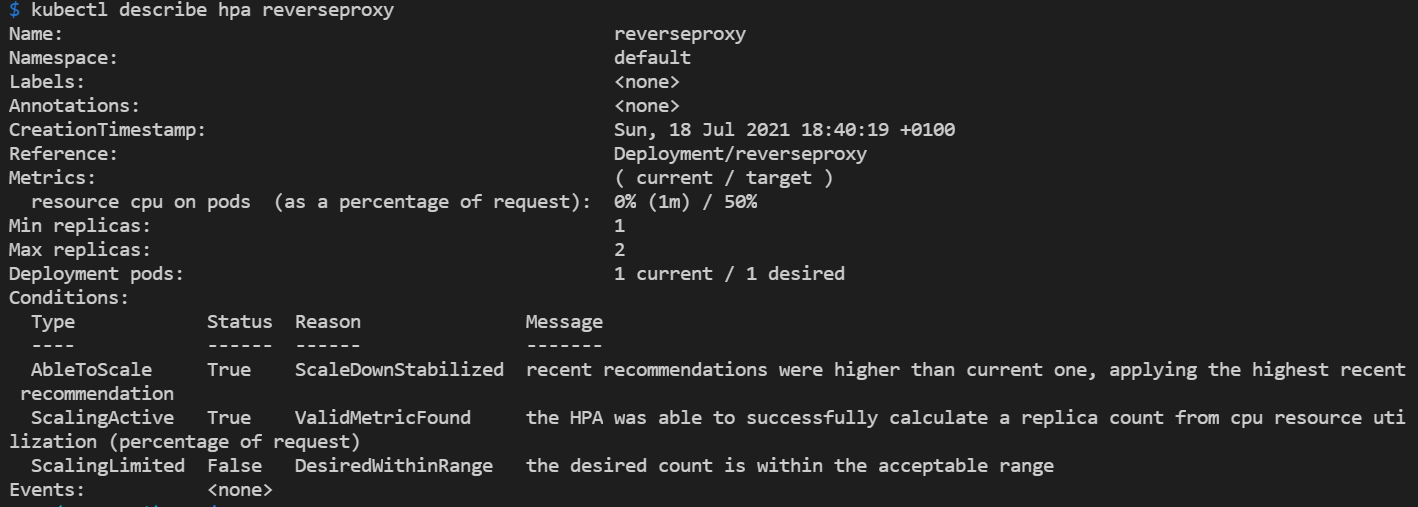 $ kubectl describe hpa reverseproxy
Name:                                                  reverseproxy
Namespace:                                             default
Labels:                                                <none>
Annotations:                                           <none>
CreationTimestamp:                                     Sun, 18 Jul 2021 18:40:19 +0100
Reference:                                             Deployment/reverseproxy
Metrics:                                               ( current / target )
  resource cpu on pods  (as a percentage of request):  0% (1m) / 50%
Min replicas:                                          1
Max replicas:                                          2
Deployment pods:                                       1 current / 1 desired
Conditions:
  Type            Status  Reason               Message
  ----            ------  ------               -------
  AbleToScale     True    ScaleDownStabilized  recent recommendations were higher than current one, applying the highest recent
 recommendation
  ScalingActive   True    ValidMetricFound     the HPA was able to successfully calculate a replica count from cpu resource uti
lization (percentage of request)
  ScalingLimited  False   DesiredWithinRange   the desired count is within the acceptable range
Events:           <none>